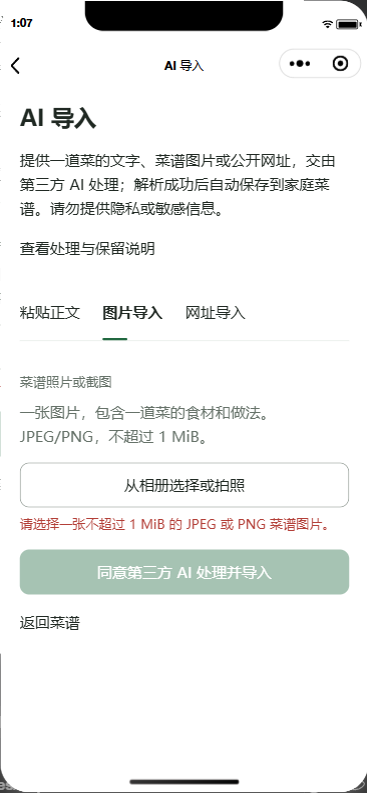 1:07
AI 导入
AI 导入
提供一道菜的文字、菜谱图片或公开网址，交由
第三方 AI 处理；解析成功后自动保存到家庭菜
谱。请勿提供隐私或敏感信息。
查看处理与保留说明
粘贴正文 图片导入 网址导入
菜谱照片或截图
一张图片，包含一道菜的食材和做法。
JPEG/PNG，不超过 1 MiB。
从相册选择或拍照
请选择一张不超过 1 MiB 的 JPEG 或 PNG 菜谱图片。
同意第三方 AI 处理并导入
返回菜谱